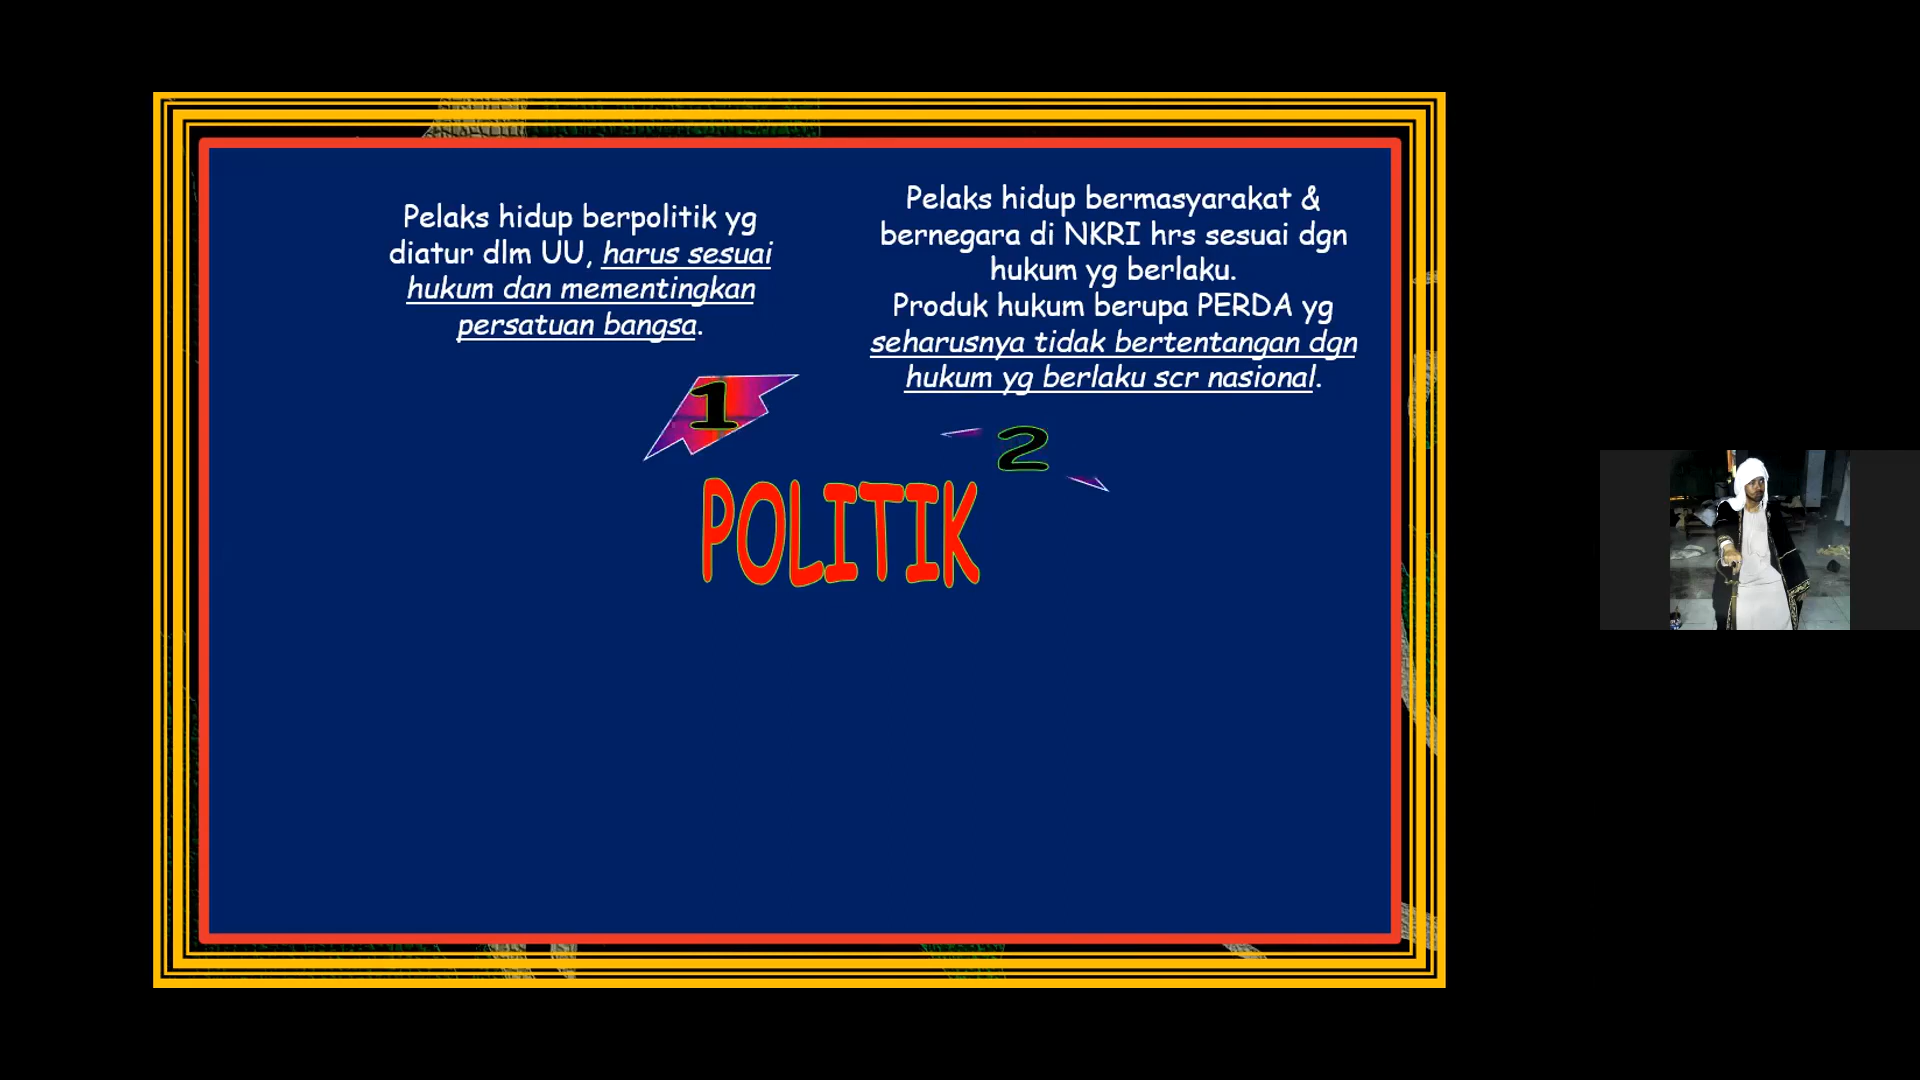 Pelaks hidup berpolitik yg
diatur dlm UU, harus sesuai
hukum dan mementingkan
persatuan bangsa.
Pelaks hidup bermasyarakat &
bernegara di NKRI hrs sesuai dgn
hukum yg berlaku.
Produk hukum berupa PERDA yg
seharusnya tidak bertentangan dgn
hukum yg berlaku scr nasional.
1
2
POLITIK